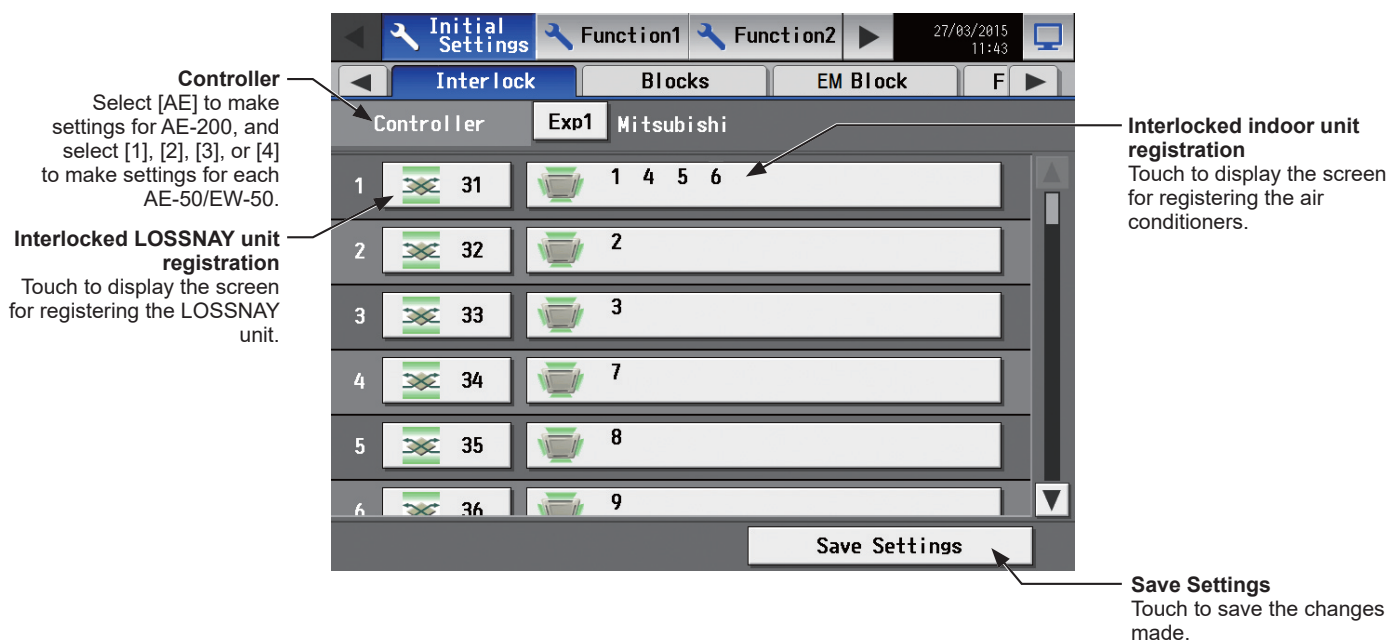 Initial Settings
Function1
Function2
27/03/2015
11:43
Interlock
Blocks
EM Block
F
Controller
Exp1
Mitsubishi
1
31
1 4 5 6
2
32
2
3
33
3
4
34
7
5
35
8
6
36
9
Save Settings
Controller
Select [AE] to make
settings for AE-200, and
select [1], [2], [3], or [4]
to make settings for each
AE-50/EW-50.
Interlocked LOSSNAY unit
registration
Touch to display the screen
for registering the LOSSNAY
unit.
Interlocked indoor unit
registration
Touch to display the screen
for registering the air
conditioners.
Save Settings
Touch to save the changes
made.